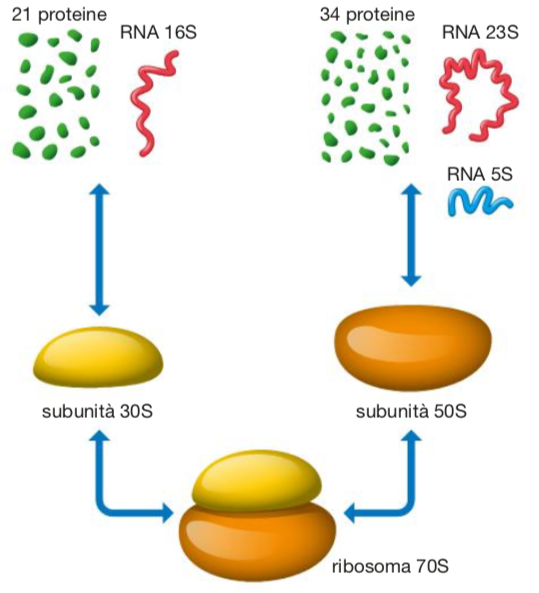 21 proteine
RNA 16S
34 proteine
RNA 23S
RNA 5S
subunità 30S
subunità 50S
ribosoma 70S